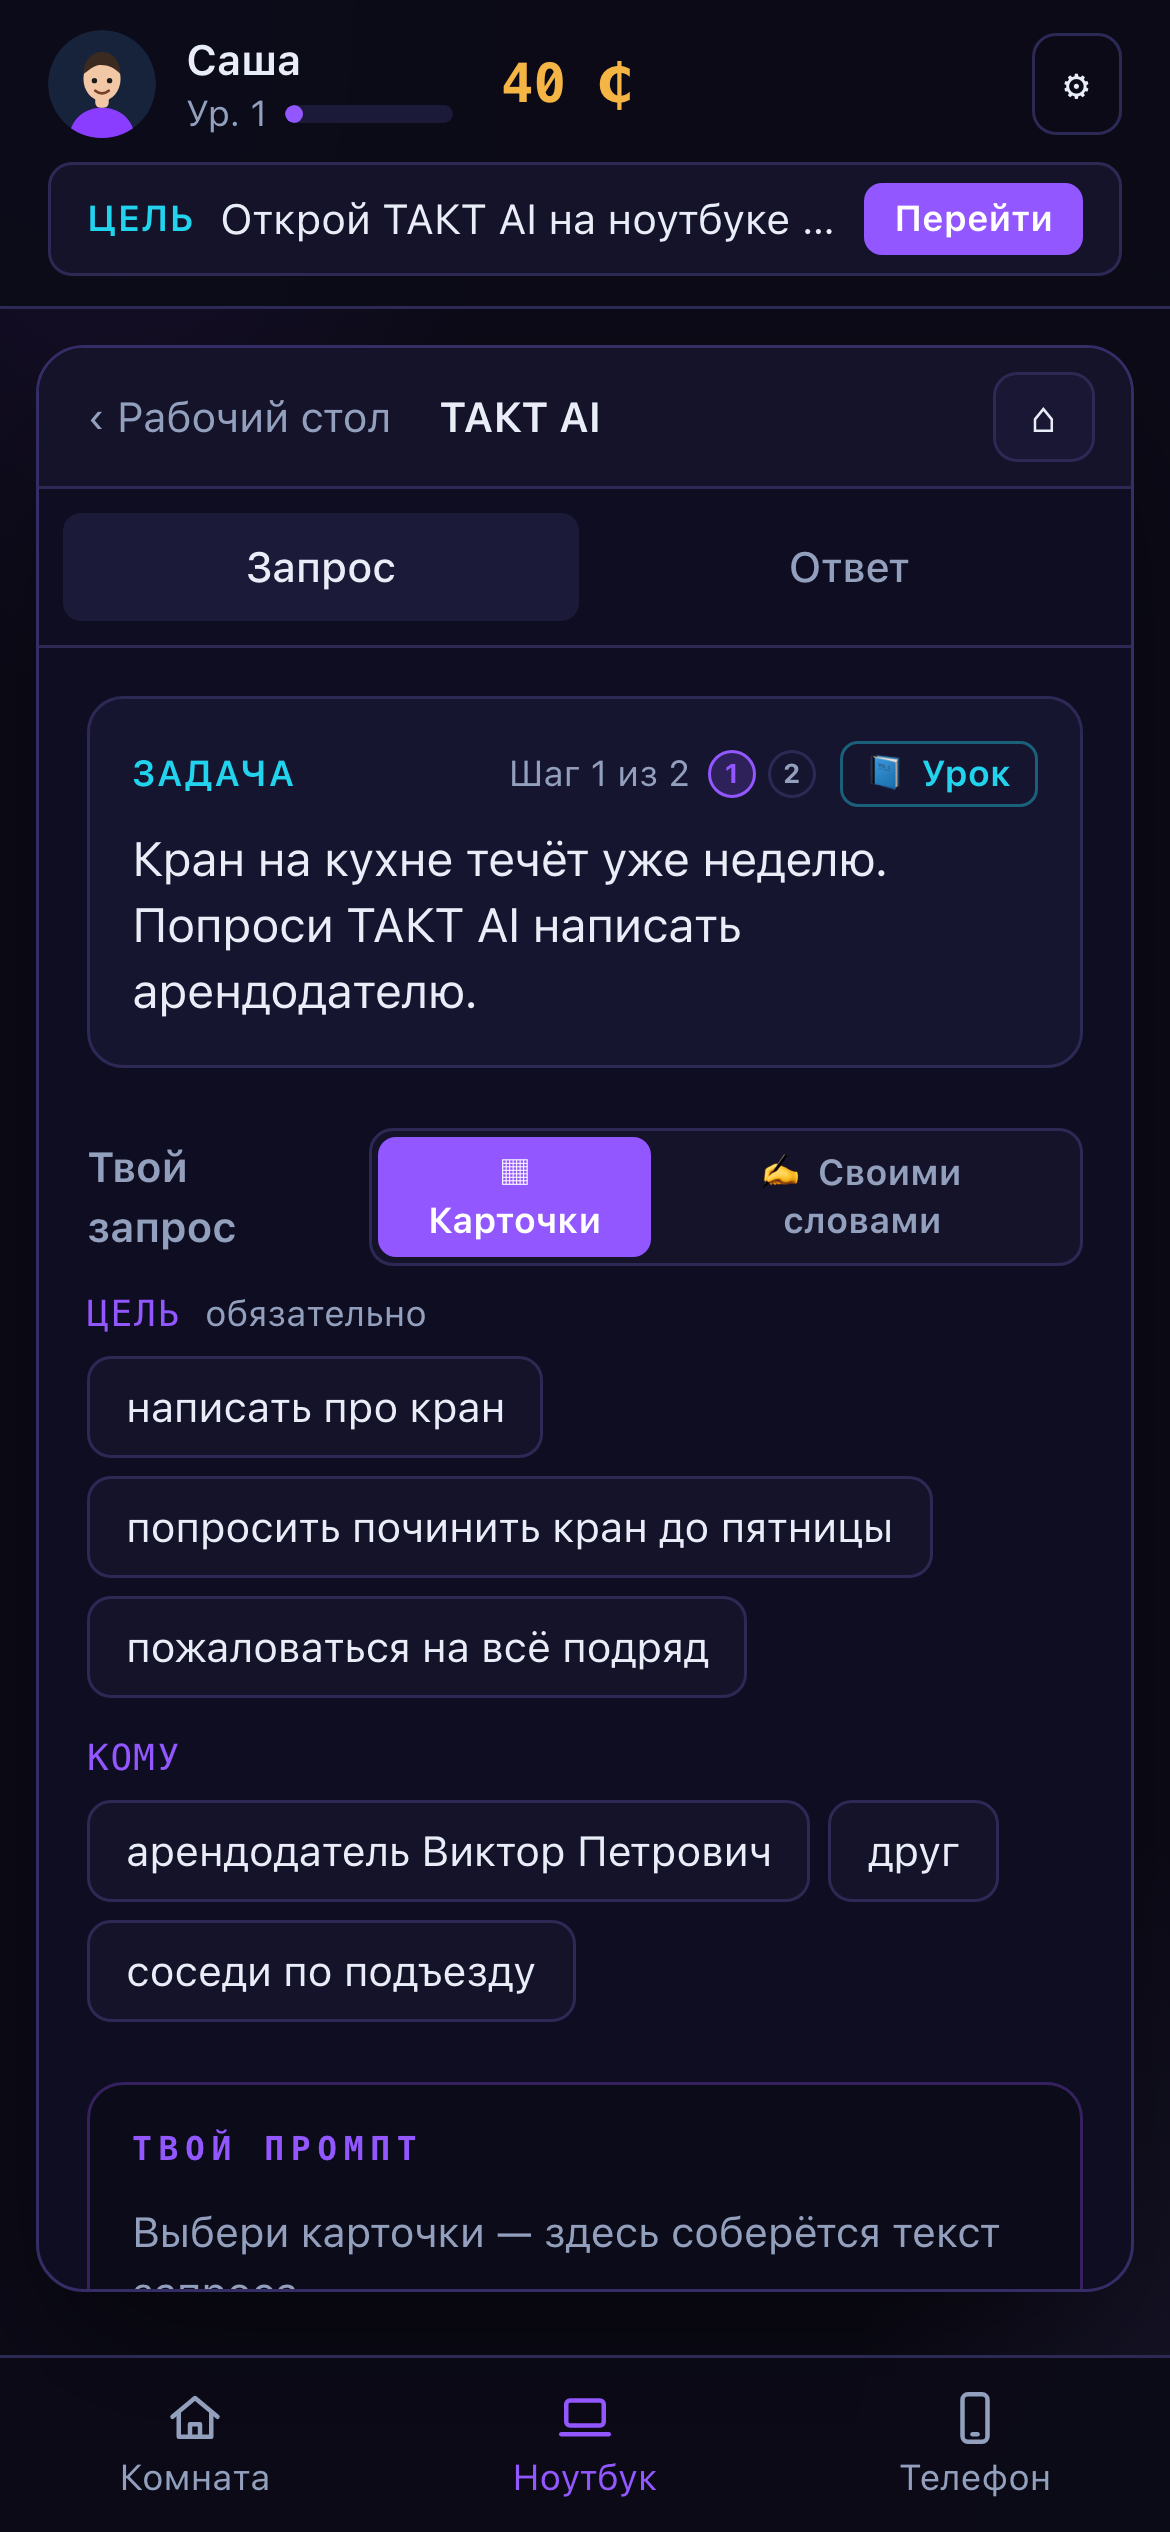 Саша
Ур. 1
40 ¢
ЦЕЛЬ Открой ТАКТ AI на ноутбуке ... Перейти
‹ Рабочий стол ТАКТ AI
Запрос Ответ
ЗАДАЧА Шаг 1 из 2 1 2 Урок
Кран на кухне течёт уже неделю.
Попроси ТАКТ AI написать
арендодателю.
Твой
запрос
Карточки
Своими
словами
ЦЕЛЬ обязательно
написать про кран
попросить починить кран до пятницы
пожаловаться на всё подряд
КОМУ
арендодатель Виктор Петрович друг
соседи по подъезду
ТВОЙ ПРОМПТ
Выбери карточки — здесь соберётся текст
Комната Ноутбук Телефон